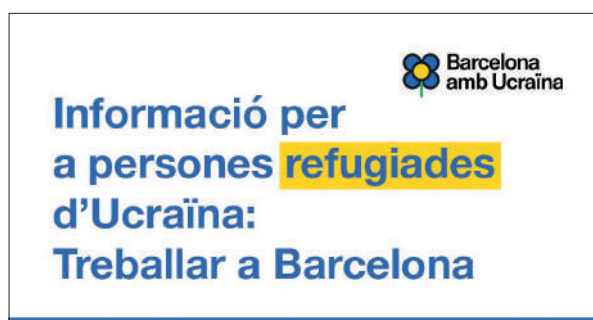 Barcelona
amb Ucraïna
Informació per
a persones refugiades
d’Ucraïna:
Treballar a Barcelona